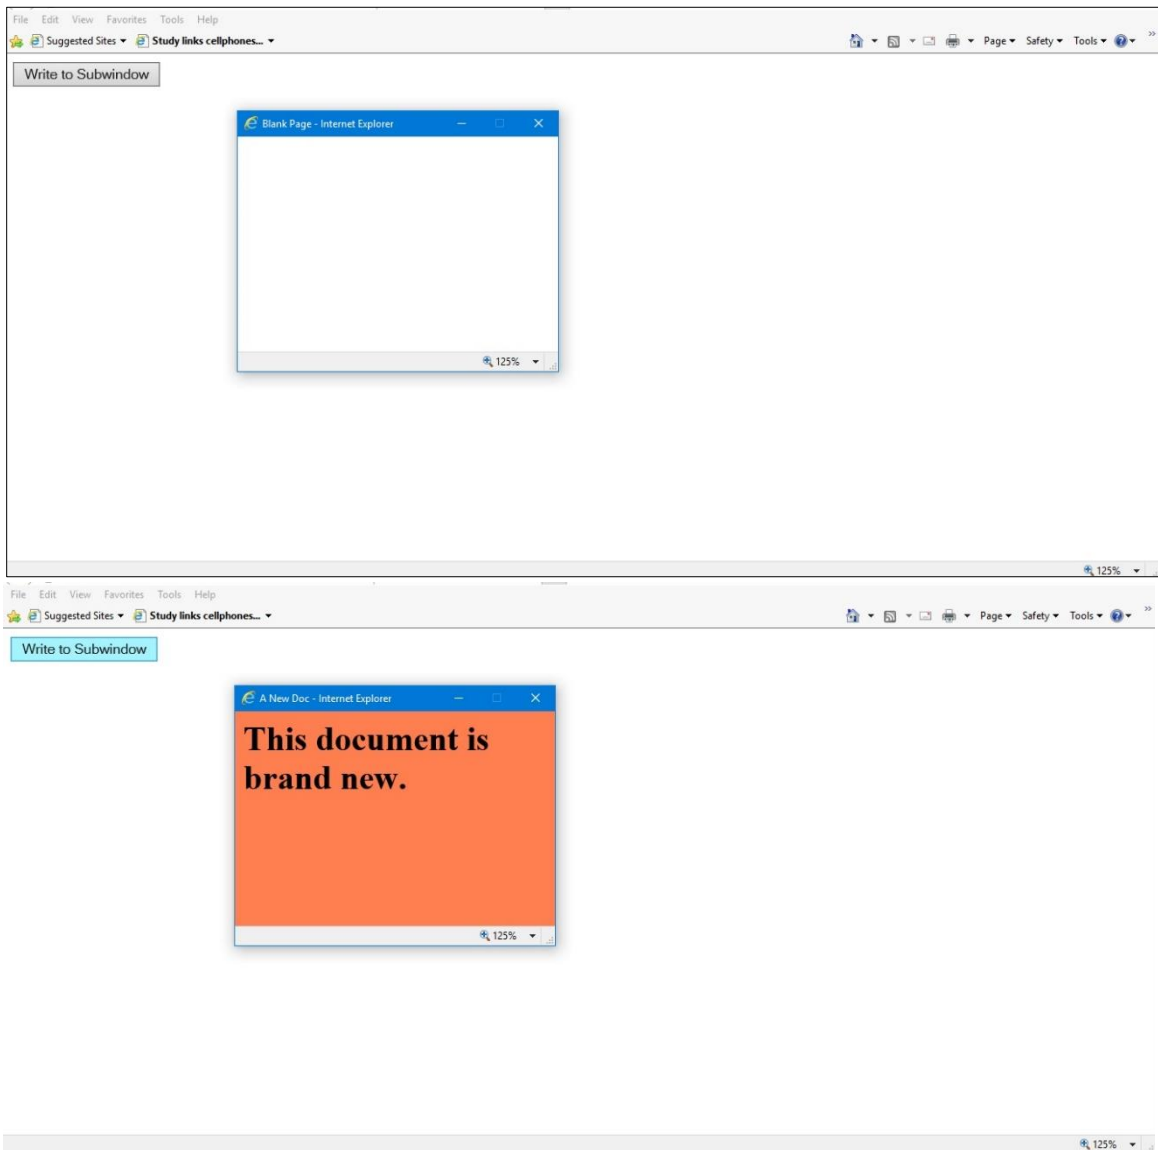 File Edit View Favorites Tools Help
Suggested Sites Study links cellphones... Page Safety Tools »
Write to Subwindow
Blank Page - Internet Explorer
125%
125%
File Edit View Favorites Tools Help
Suggested Sites Study links cellphones... Page Safety Tools »
Write to Subwindow
A New Doc - Internet Explorer
This document is
brand new.
125%
125%